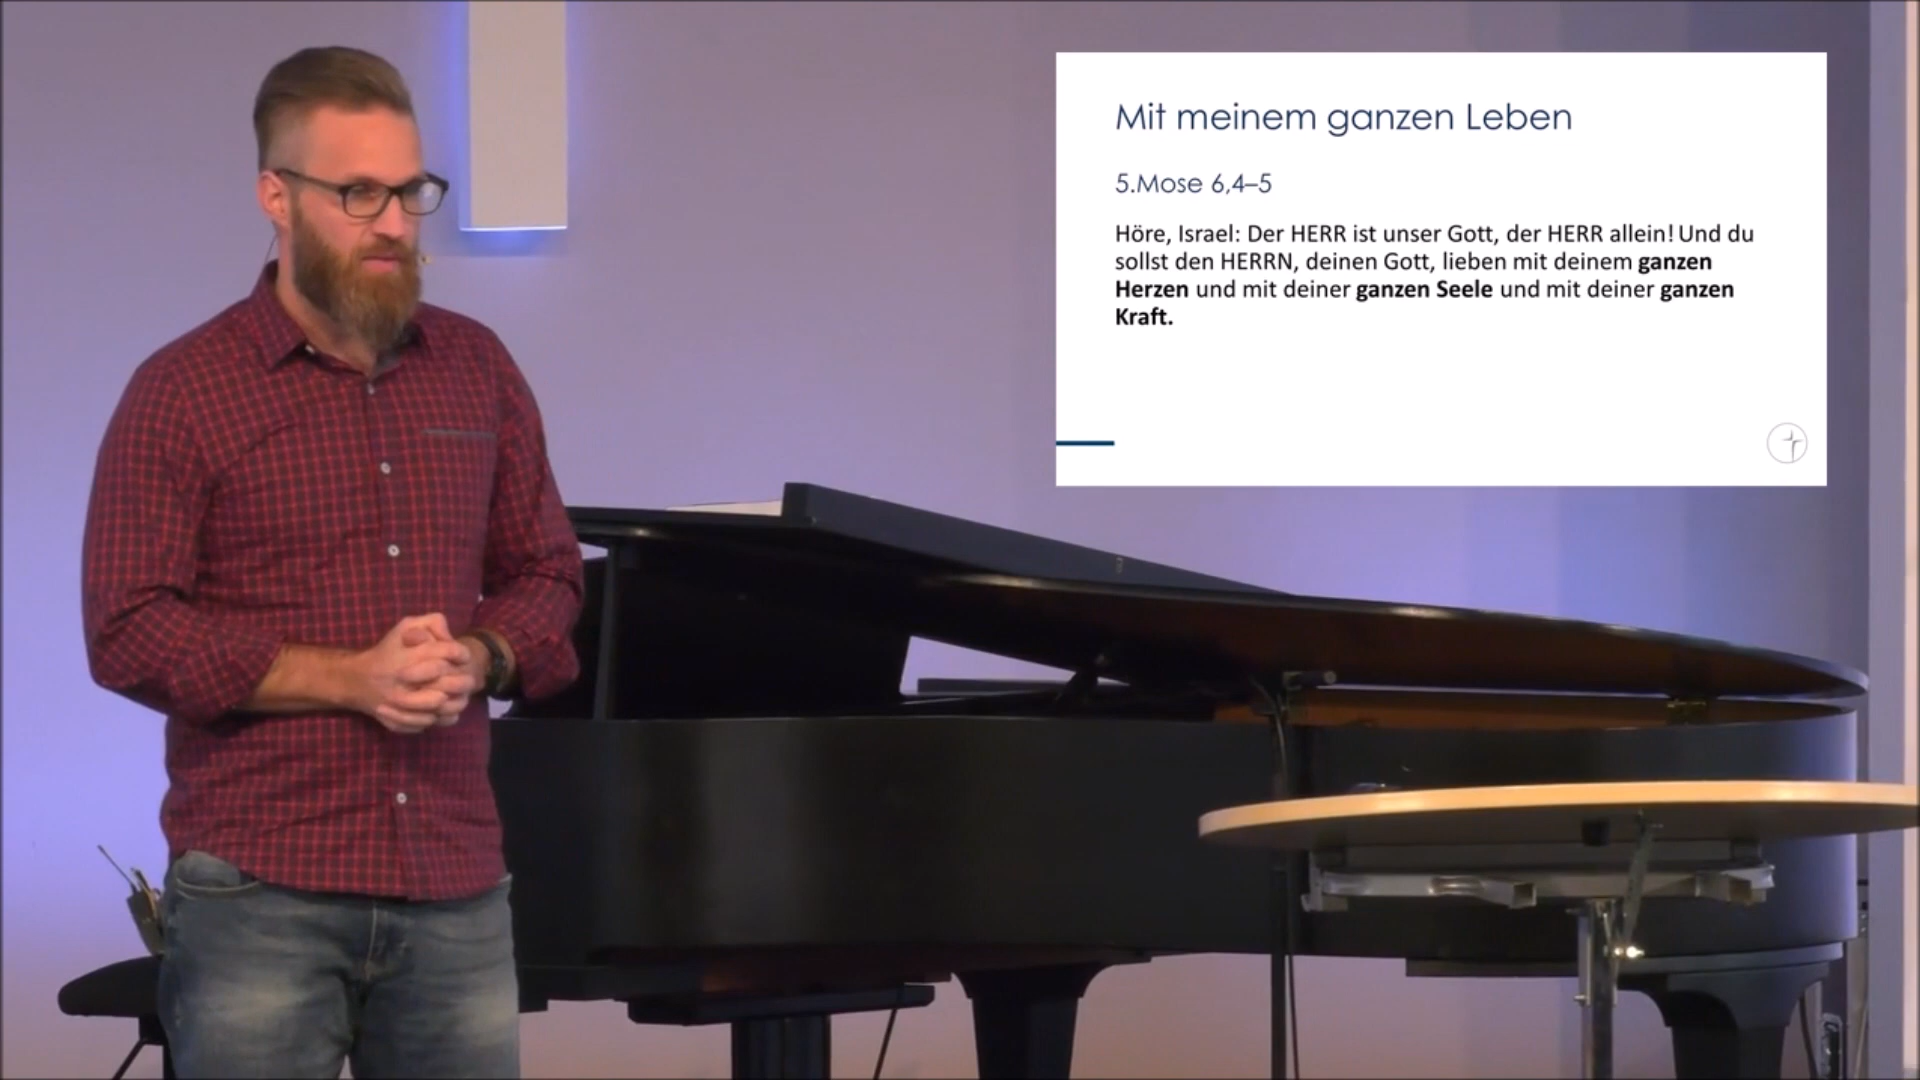 Mit meinem ganzen Leben
5.Mose 6,4–5
Höre, Israel: Der HERR ist unser Gott, der HERR allein! Und du
sollst den HERRN, deinen Gott, lieben mit deinem ganzen
Herzen und mit deiner ganzen Seele und mit deiner ganzen
Kraft.